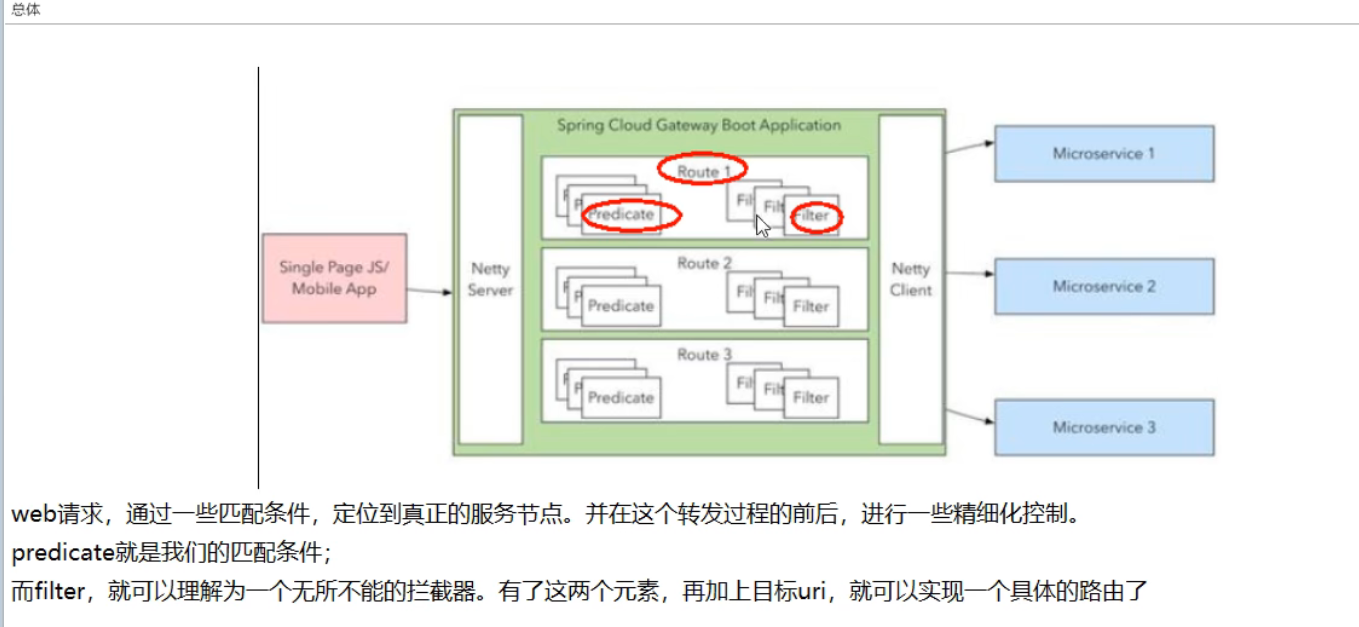 总体
Spring Cloud Gateway Boot Application
Route 1
Predicate
Fil
Filt
Filter
Microservice 1
Single Page JS/
Mobile App
Netty
Server
Route 2
P
Predicate
Fil
Filt
Filter
Netty
Client
Microservice 2
Route 3
P
Predicate
Fil
Filt
Filter
Microservice 3
web请求，通过一些匹配条件，定位到真正的服务节点。并在这个转发过程的前后，进行一些精细化控制。
predicate就是我们的匹配条件；
而filter，就可以理解为一个无所不能的拦截器。有了这两个元素，再加上目标uri，就可以实现一个具体的路由了